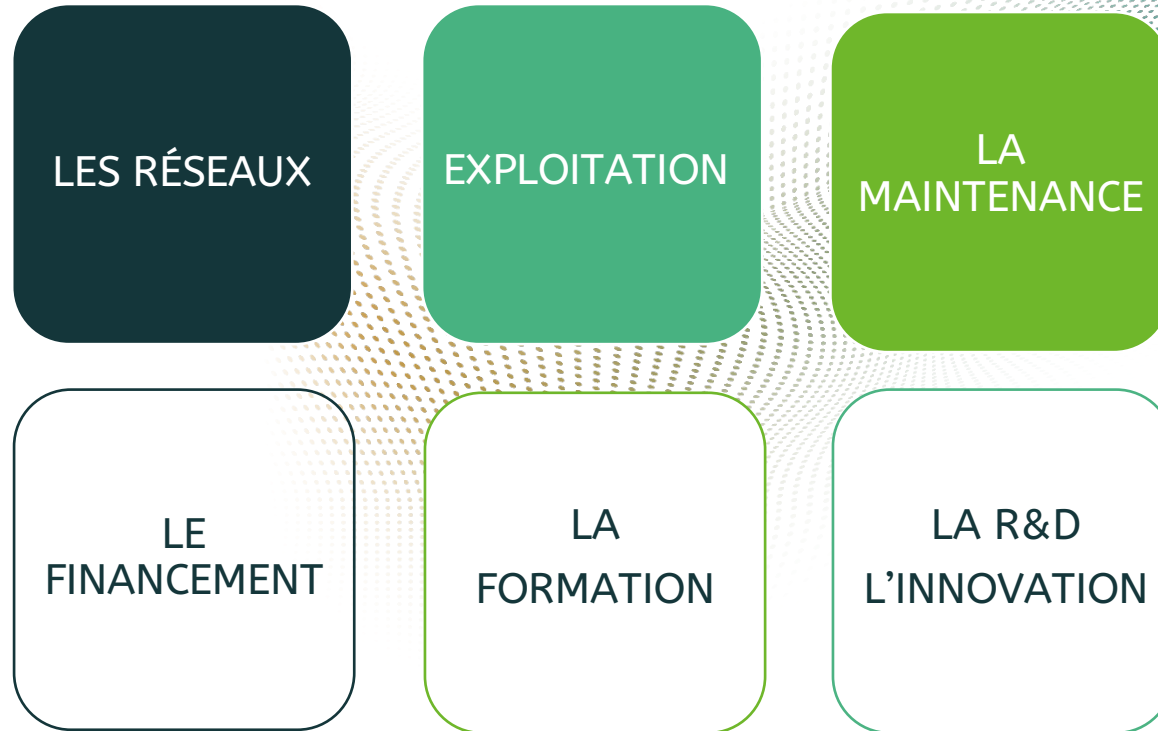 LES RÉSEAUX
EXPLOITATION
LA
MAINTENANCE
LE
FINANCEMENT
LA
FORMATION
LA R&D
L’INNOVATION